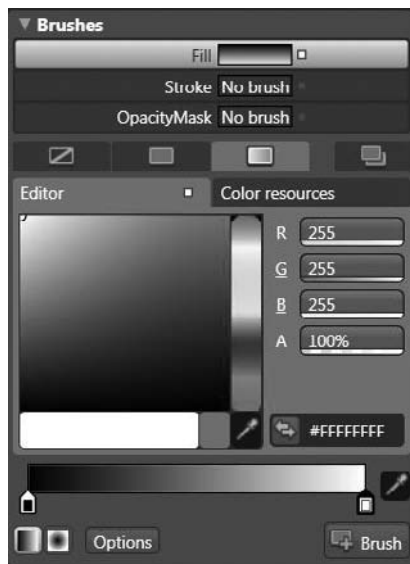 Brushes
Fill
Stroke No brush
OpacityMask No brush
Editor
Color resources
R 255
G 255
B 255
A 100%
#FFFFFFFF
Options
Brush